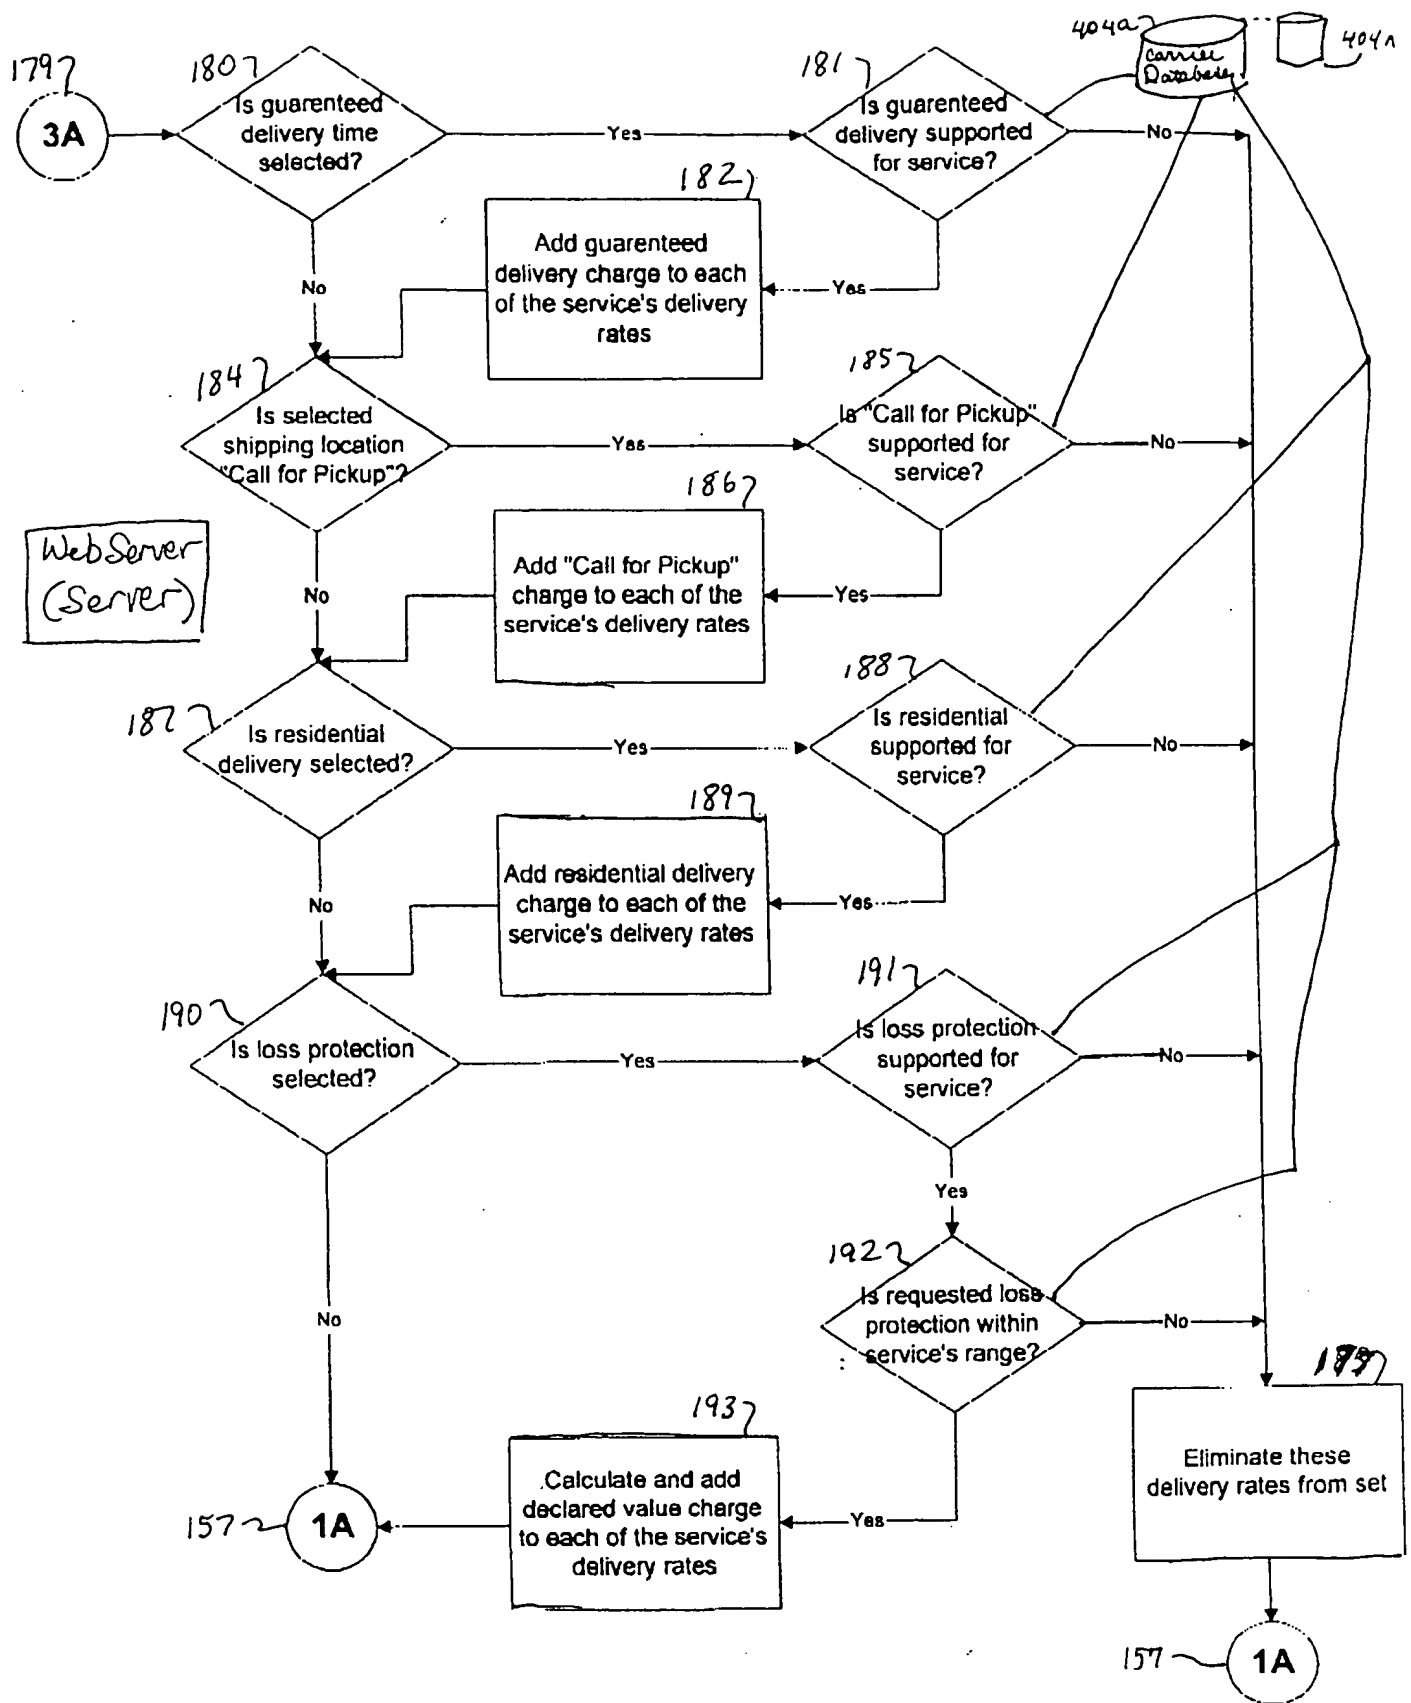 404a
Carrier
Database
404n
179
180
181
3A
Is guarenteed
delivery time
selected?
Yes
Is guarenteed
delivery supported
for service?
No
182
Add guarenteed
delivery charge to each
of the service's delivery
rates
Yes
No
184
185
Is selected
shipping location
"Call for Pickup"?
Yes
Is "Call for Pickup"
supported for
service?
No
186
WebServer
(Server)
Add "Call for Pickup"
charge to each of the
service's delivery rates
Yes
No
187
188
Is residential
delivery selected?
Yes
Is residential
supported for
service?
No
189
Add residential delivery
charge to each of the
service's delivery rates
Yes
No
190
191
Is loss protection
selected?
Yes
Is loss protection
supported for
service?
No
Yes
192
Is requested loss
protection within
service's range?
No
No
193
Calculate and add
declared value charge
to each of the service's
delivery rates
Yes
Eliminate these
delivery rates from set
157
1A
157
1A